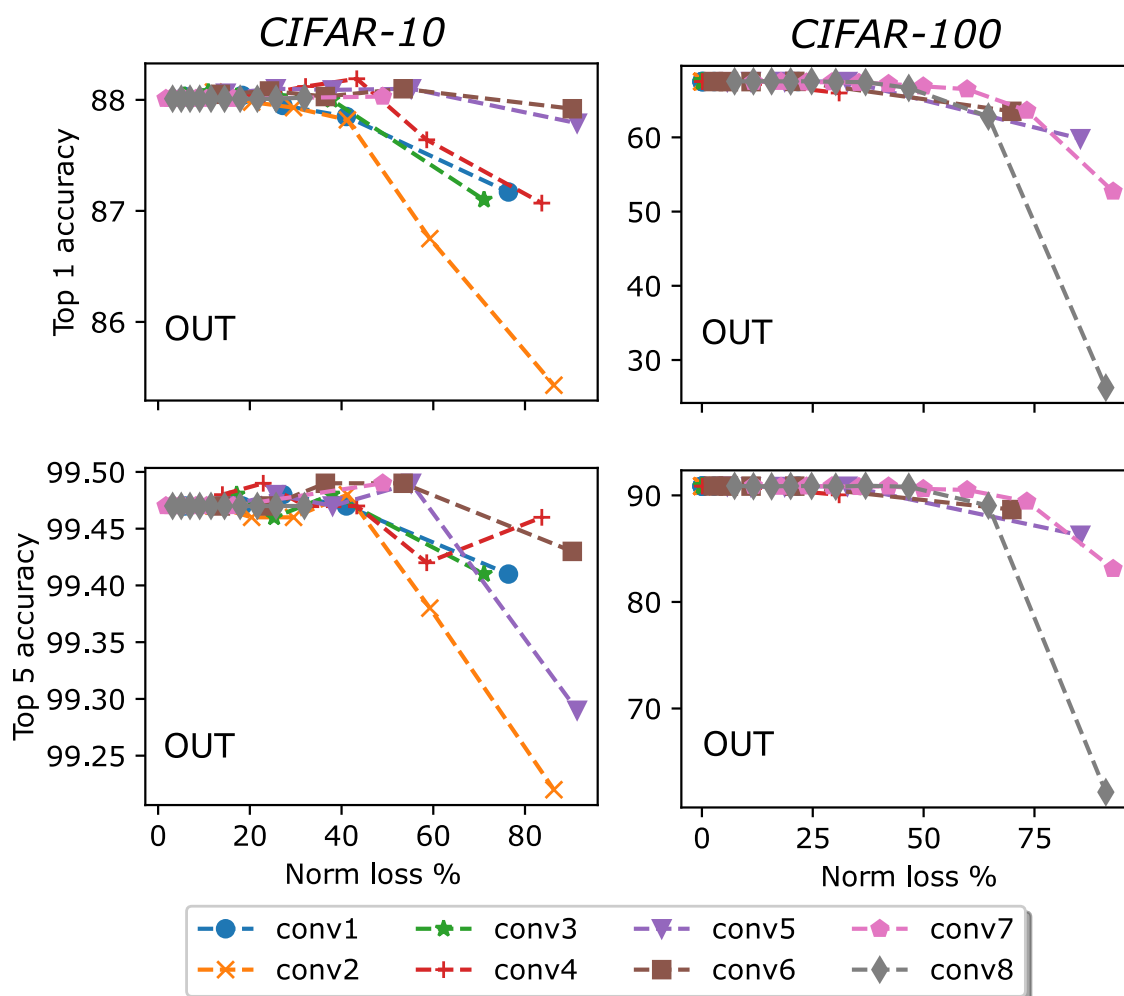 CIFAR-10 CIFAR-100
Top 1 accuracy
88
87
86
OUT
60
50
40
30
OUT
Top 5 accuracy
99.50
99.45
99.40
99.35
99.30
99.25
OUT
0 20 40 60 80
Norm loss %
90
80
70
OUT
0 25 50 75
Norm loss %
conv1 conv3 conv5 conv7
conv2 conv4 conv6 conv8